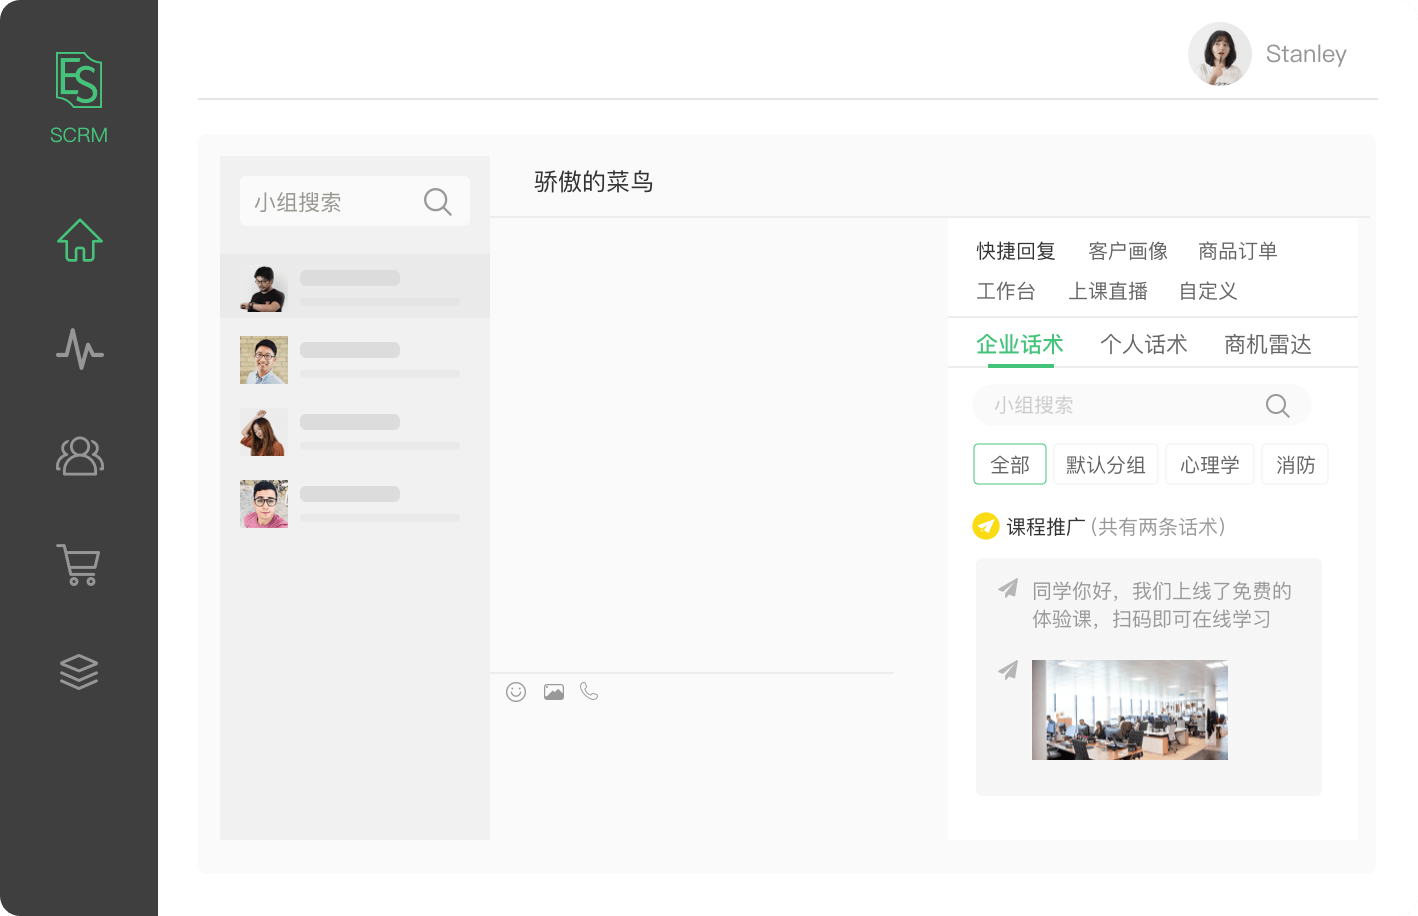 ES
SCRM
Stanley
小组搜索
骄傲的菜鸟
快捷回复 客户画像 商品订单
工作台 上课直播 自定义
企业话术 个人话术 商机雷达
小组搜索
全部 默认分组 心理学 消防
课程推广 (共有两条话术)
同学你好，我们上线了免费的
体验课，扫码即可在线学习